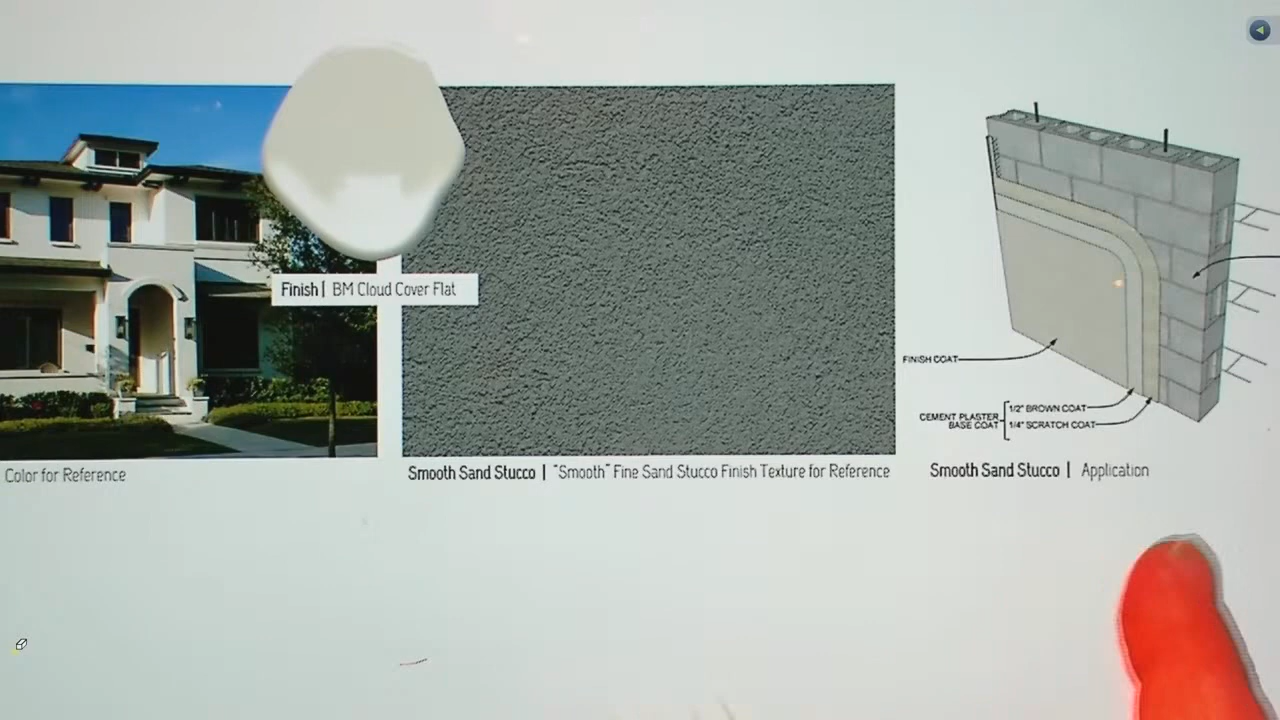 Finish | BM Cloud Cover Flat
FINISH COAT
CEMENT PLASTER
BASE COAT
1/2" BROWN COAT
1/4" SCRATCH COAT
Color for Reference
Smooth Sand Stucco | "Smooth" Fine Sand Stucco Finish Texture for Reference
Smooth Sand Stucco | Application